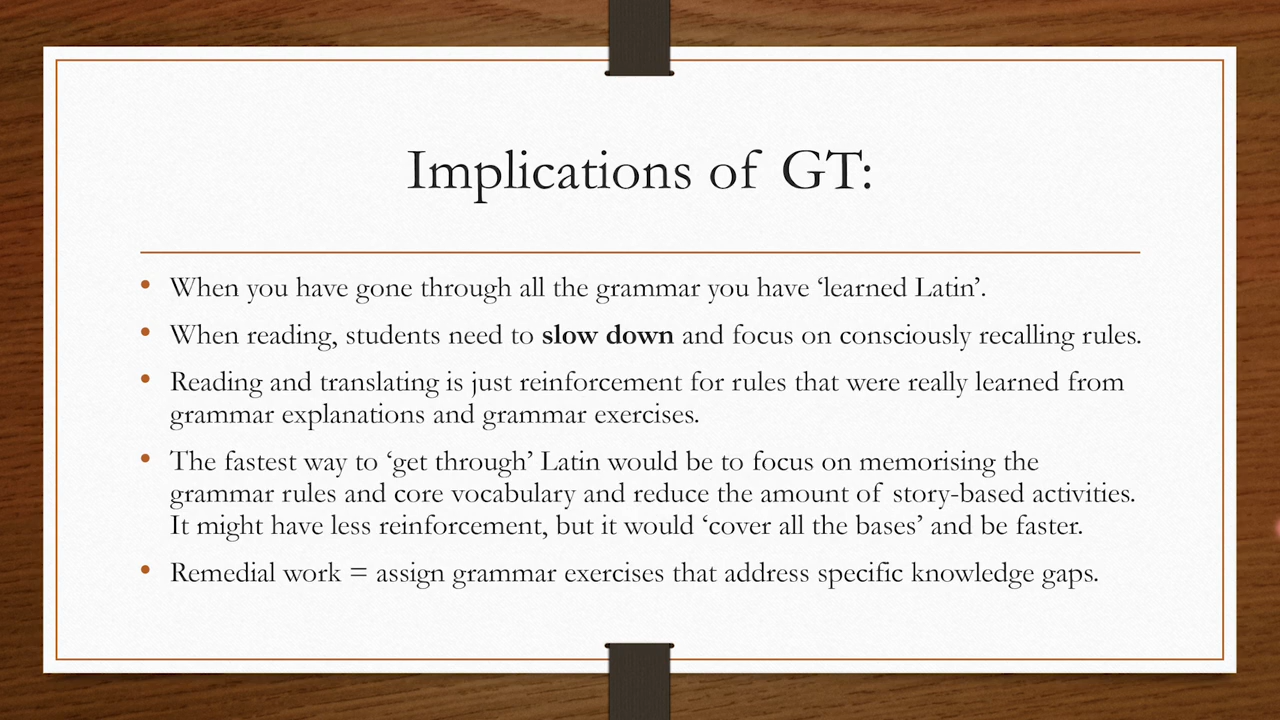 Implications of GT:
• When you have gone through all the grammar you have ‘learned Latin’.
• When reading, students need to slow down and focus on consciously recalling rules.
• Reading and translating is just reinforcement for rules that were really learned from
grammar explanations and grammar exercises.
• The fastest way to ‘get through’ Latin would be to focus on memorising the
grammar rules and core vocabulary and reduce the amount of story-based activities.
It might have less reinforcement, but it would ‘cover all the bases’ and be faster.
• Remedial work = assign grammar exercises that address specific knowledge gaps.